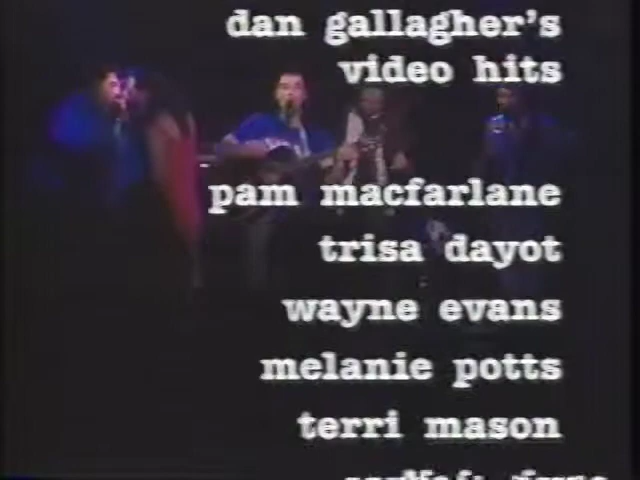 dan gallagher's
video hits
pam macfarlane
trisa dayot
wayne evans
melanie potts
terri mason